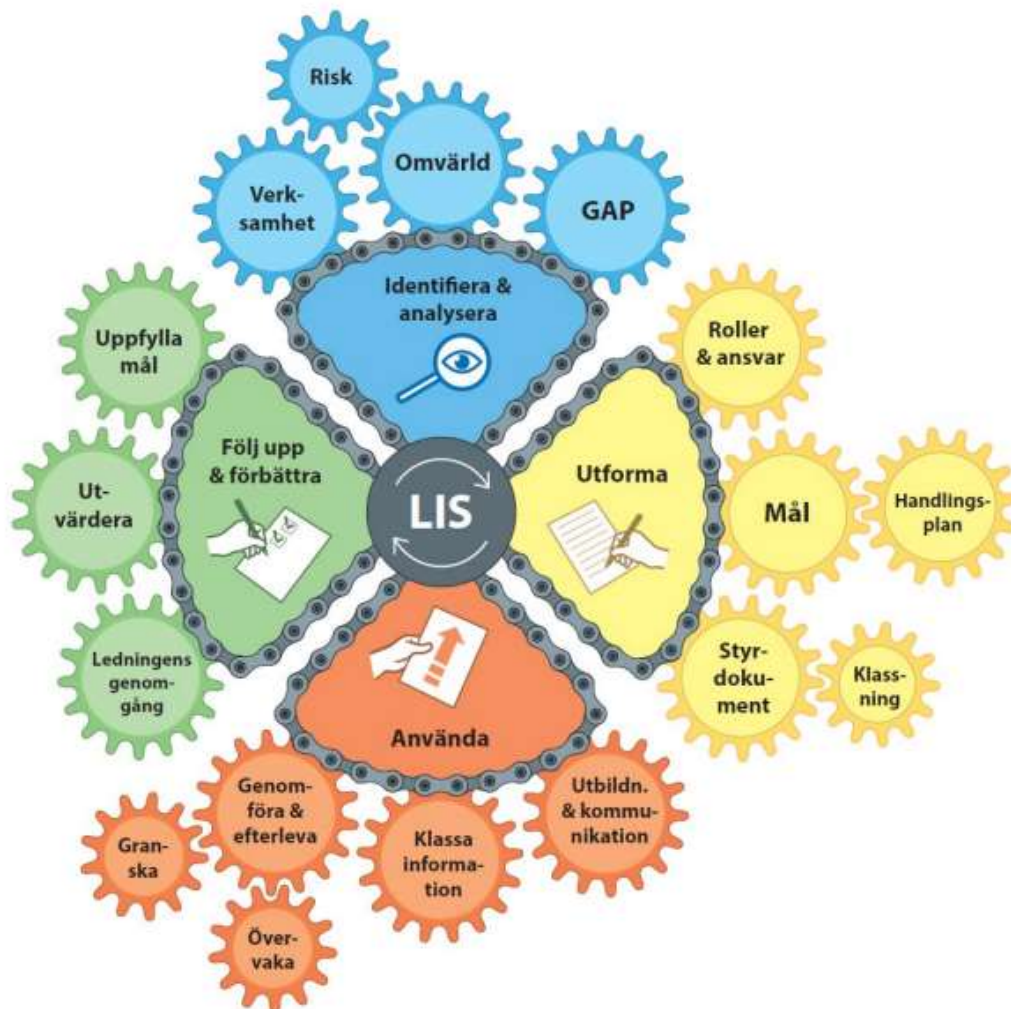 Risk
Omvärld
Verk-
samhet
GAP
Identifiera &
analysera
Uppfylla
mål
Roller
& ansvar
Följ upp
& förbättra
Utforma
Ut-
värdera
LIS
Mål
Handlings-
plan
Ledningens
genom-
gång
Styr-
doku-
ment
Klass-
ning
Använda
Genom-
föra &
efterleva
Utbildn.
& kommu-
nikation
Gran-
ska
Klassa
informa-
tion
Över-
vaka